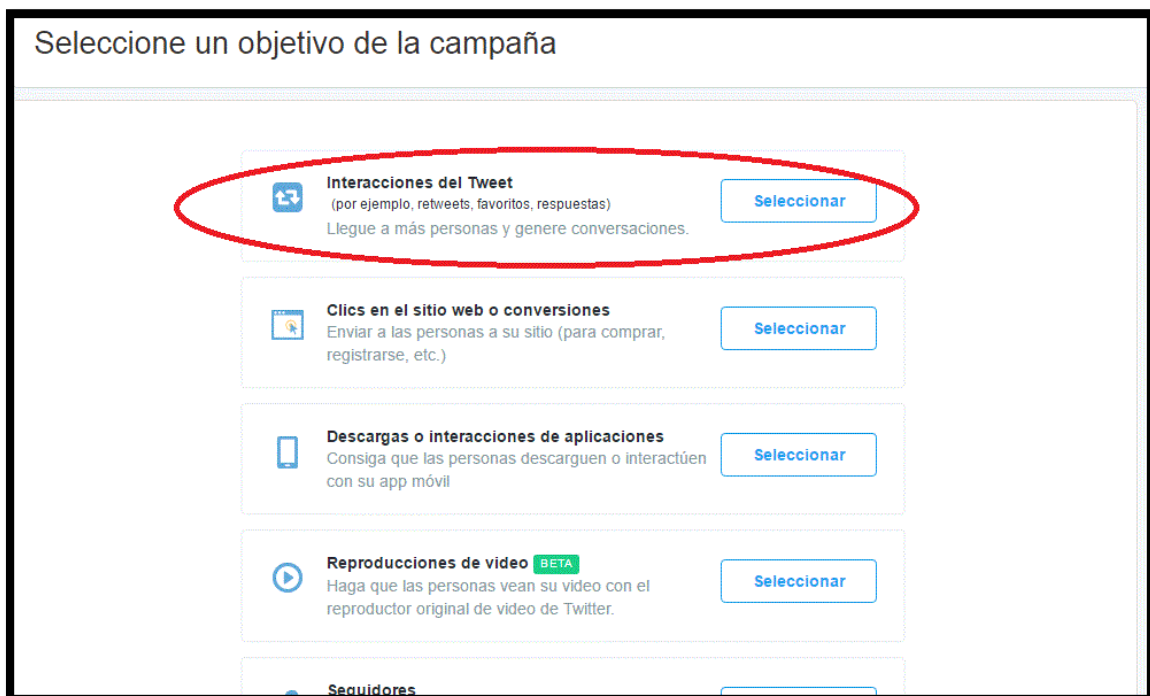 Seleccione un objetivo de la campaña
Interacciones del Tweet
(por ejemplo, retweets, favoritos, respuestas)
Llegue a más personas y genere conversaciones.
Seleccionar
Clics en el sitio web o conversiones
Enviar a las personas a su sitio (para comprar,
registrarse, etc.)
Seleccionar
Descargas o interacciones de aplicaciones
Consiga que las personas descarguen o interactúen
con su app móvil
Seleccionar
Reproducciones de video BETA
Haga que las personas vean su video con el
reproductor original de video de Twitter.
Seleccionar
Seguidores